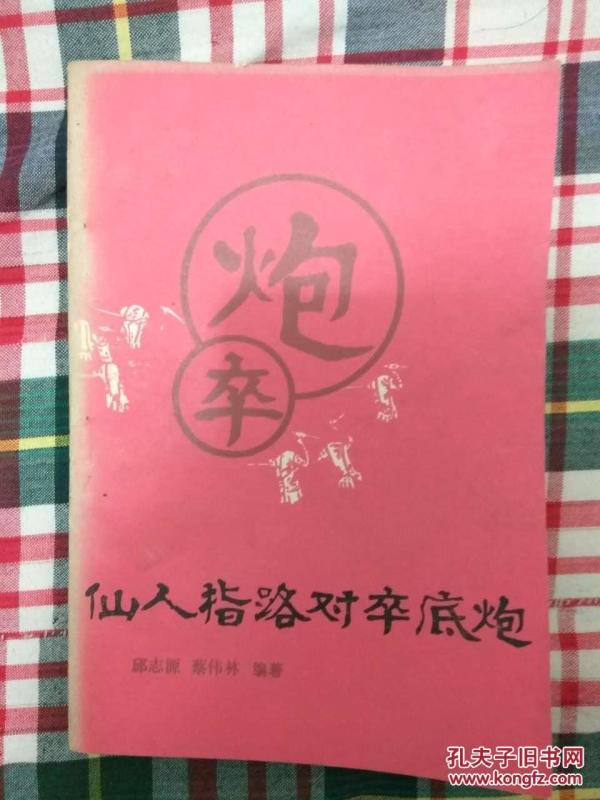 炮
卒
仙人指路对卒底炮
邱志源 蔡伟林 编著
孔夫子旧书网
www.kongfz.com